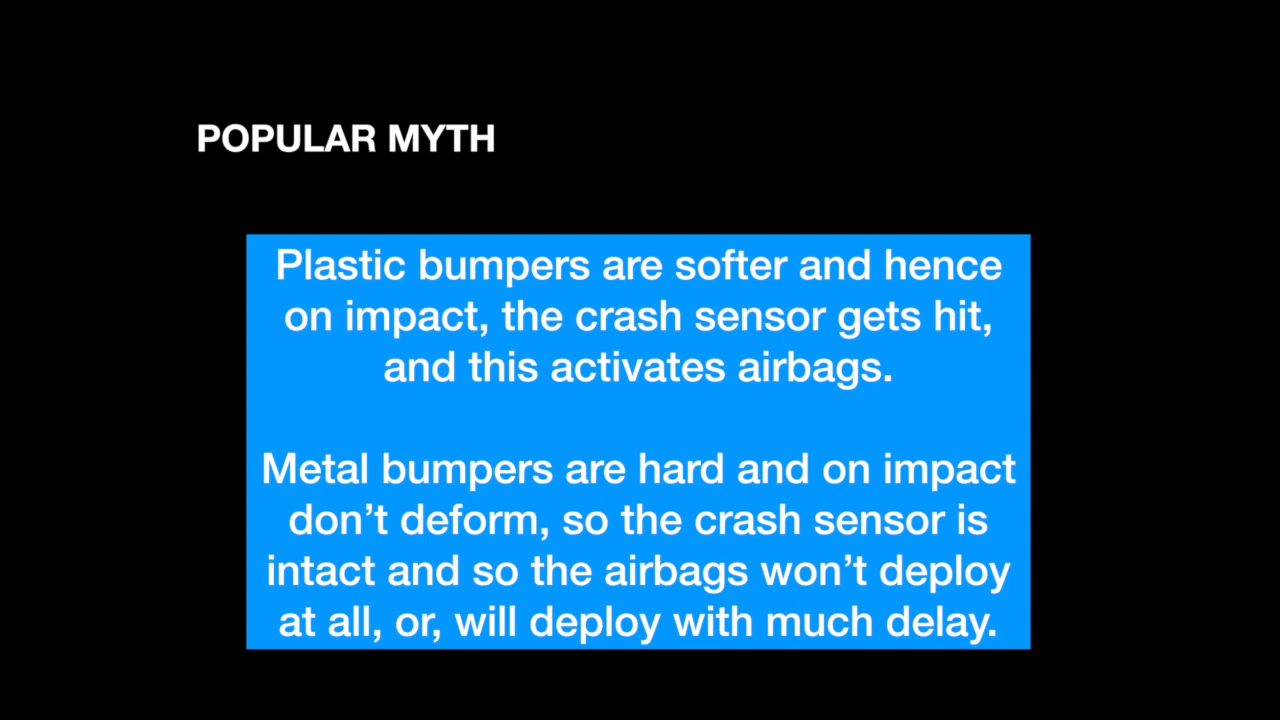 POPULAR MYTH
Plastic bumpers are softer and hence
on impact, the crash sensor gets hit,
and this activates airbags.
Metal bumpers are hard and on impact
don’t deform, so the crash sensor is
intact and so the airbags won’t deploy
at all, or, will deploy with much delay.